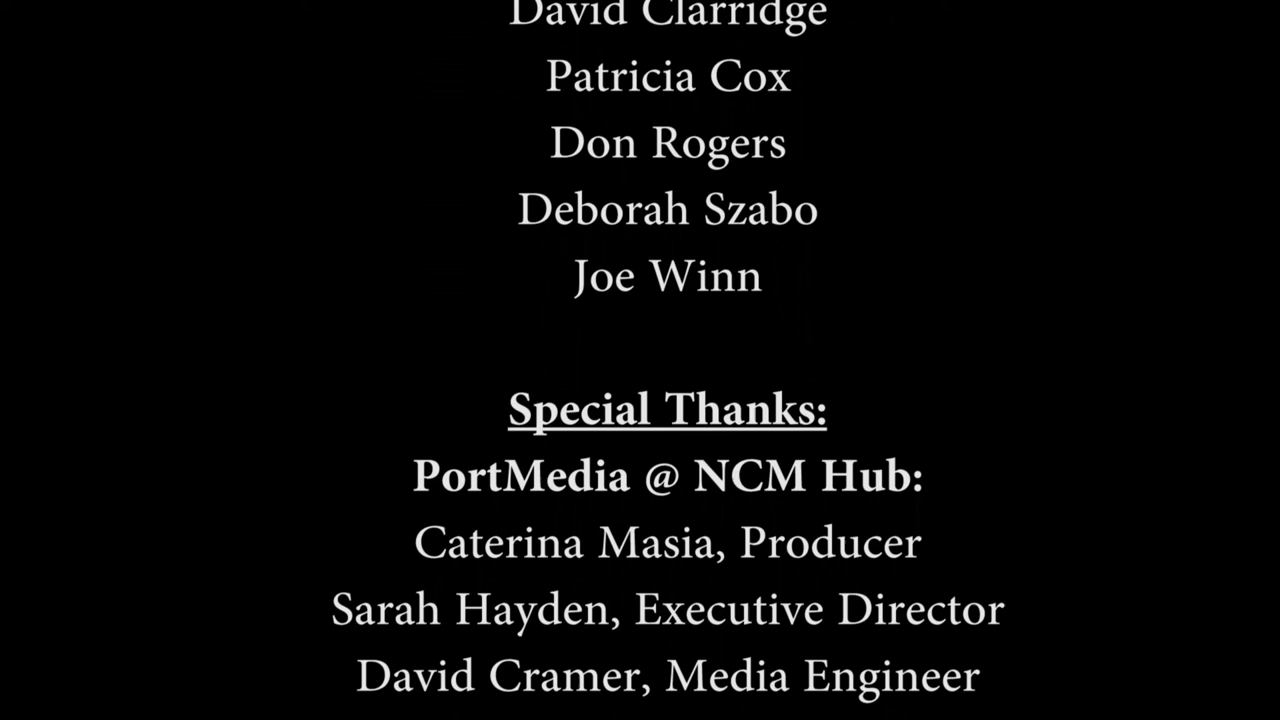 David Clarridge
Patricia Cox
Don Rogers
Deborah Szabo
Joe Winn
Special Thanks:
PortMedia @ NCM Hub:
Caterina Masia, Producer
Sarah Hayden, Executive Director
David Cramer, Media Engineer